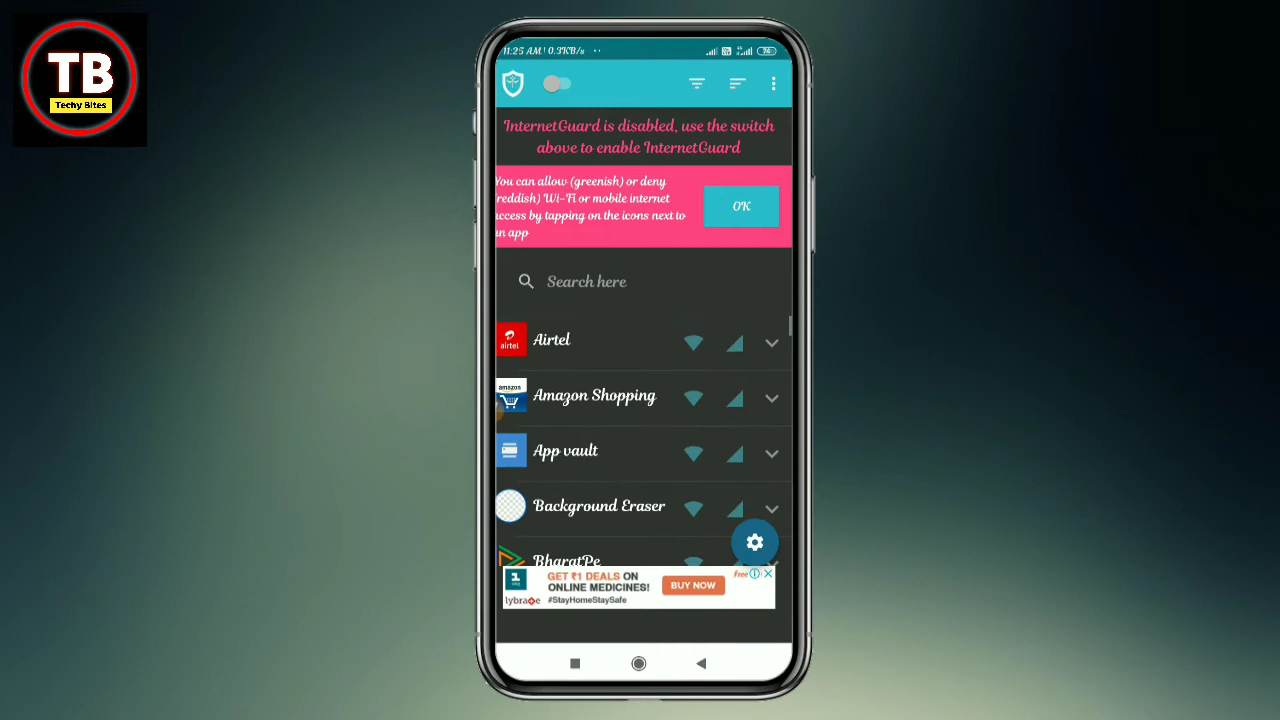 TB
Techy Bites
11:25 AM | 0.3KB/s
74
InternetGuard is disabled, use the switch
above to enable InternetGuard
You can allow (greenish) or deny
reddish) Wi-Fi or mobile internet
access by tapping on the icons next to
an app
OK
Search here
airtel
Airtel
amazon
Amazon Shopping
App vault
Background Eraser
BharatPe
1
lybrate
GET ₹1 DEALS ON
ONLINE MEDICINES!
#StayHomeStaySafe
BUY NOW
Free